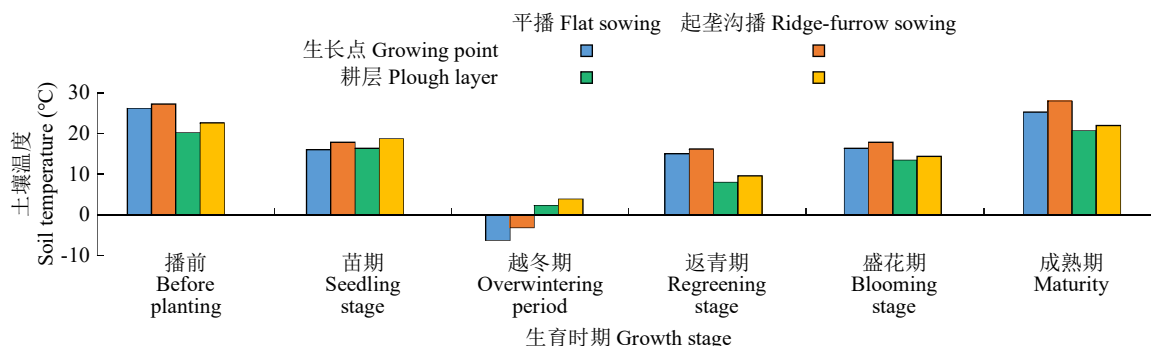 平播 Flat sowing 起垄沟播 Ridge-furrow sowing
生长点 Growing point
耕层 Plough layer
土壤温度
Soil temperature (°C)
30
20
10
0
-10
播前 苗期 越冬期 返青期 盛花期 成熟期
Before Seedling Overwintering Regreening Blooming Maturity
planting stage period stage stage
生育时期 Growth stage